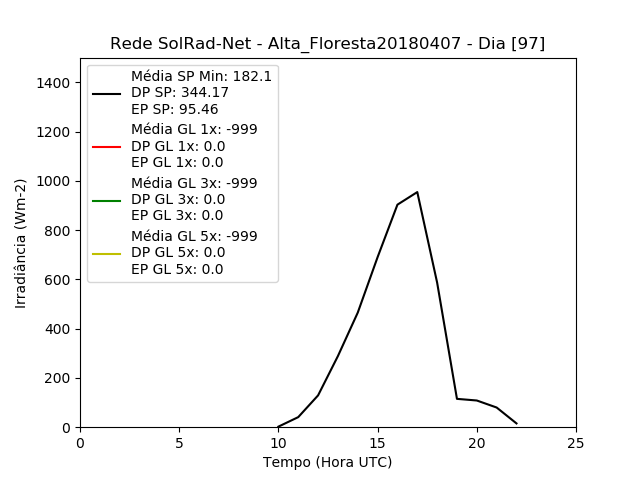 Rede SolRad-Net - Alta_Floresta20180407 - Dia [97]
Média SP Min: 182.1
DP SP: 344.17
EP SP: 95.46
Média GL 1x: -999
DP GL 1x: 0.0
EP GL 1x: 0.0
Média GL 3x: -999
DP GL 3x: 0.0
EP GL 3x: 0.0
Média GL 5x: -999
DP GL 5x: 0.0
EP GL 5x: 0.0
Irradiância (Wm-2)
1400
1200
1000
800
600
400
200
0
0 5 10 15 20 25
Tempo (Hora UTC)